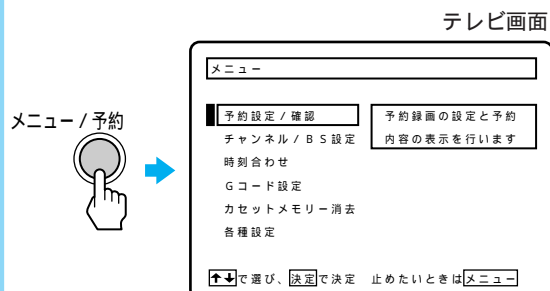 テレビ画面
メニュー / 予約
メニュー
予約設定 / 確認
チャンネル / BS設定
時刻合わせ
Gコード設定
カセットメモリー消去
各種設定
予約録画の設定と予約
内容の表示を行います
↑↓で選び、決定で決定 止めたいときはメニュー